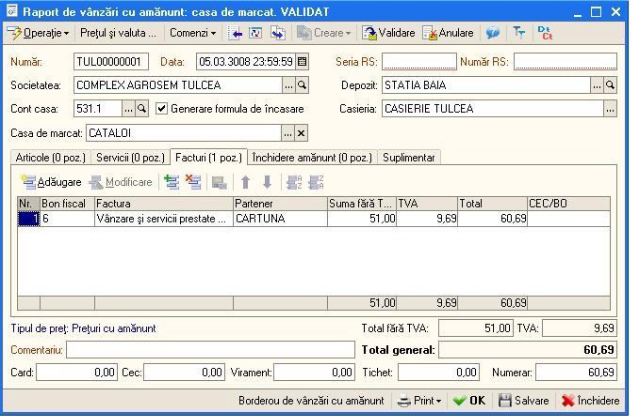 Raport de vânzări cu amănunt: casa de marcat. VALIDAT
Operaţie Preţul şi valuta ... Comenzi Creare Validare Anulare
Număr: TUL00000001 Data: 05.03.3008 23:59:59 Seria RS: Număr RS:
Societatea: COMPLEX AGROSEM TULCEA ... Depozit: STATIA BAIA ...
Cont casa: 531.1 ... Generare formula de încasare Casieria: CASIERIE TULCEA ...
Casa de marcat: CATALOI ... x
Articole (0 poz.) Servicii (0 poz.) Facturi (1 poz.) Închidere amănunt (0 poz.) Suplimentar
Adăugare Modificare
Nr. Bon fiscal Factura Partener Suma fără T... TVA Total CEC/BO
1 6 Vânzare şi servicii prestate ... CARTUNA 51,00 9,69 60,69
51,00 9,69 60,69
Tipul de preţ: Preţuri cu amănunt Total fără TVA: 51,00 TVA: 9,69
Comentariu: Total general: 60,69
Card: 0,00 Cec: 0,00 Virament: 0,00 Tichet: 0,00 Numerar: 60,69
Borderou de vânzări cu amănunt Print OK Salvare Închidere